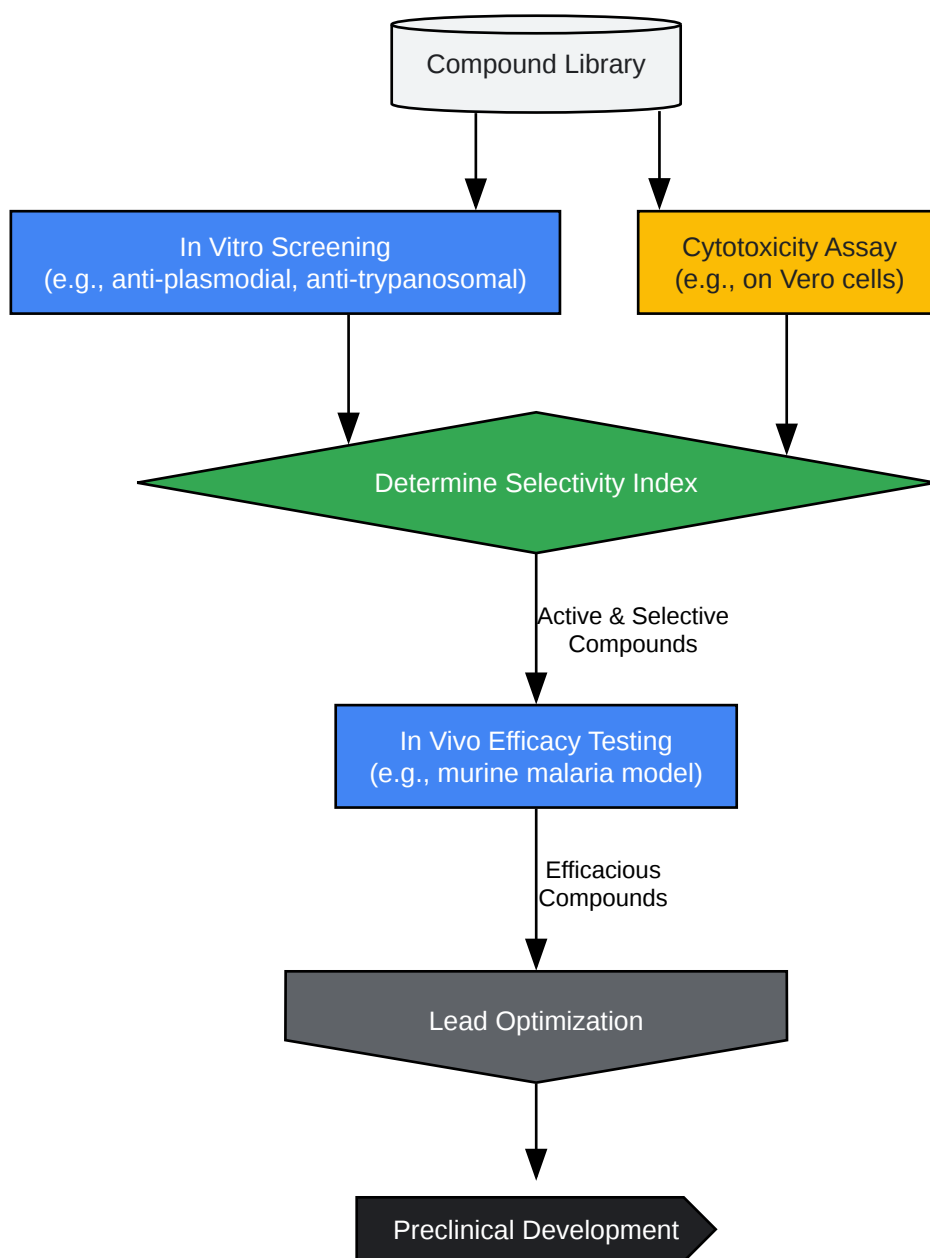 Compound Library
In Vitro Screening
(e.g., anti-plasmodial, anti-trypanosomal)
Cytotoxicity Assay
(e.g., on Vero cells)
Determine Selectivity Index
Active & Selective
Compounds
In Vivo Efficacy Testing
(e.g., murine malaria model)
Efficacious
Compounds
Lead Optimization
Preclinical Development